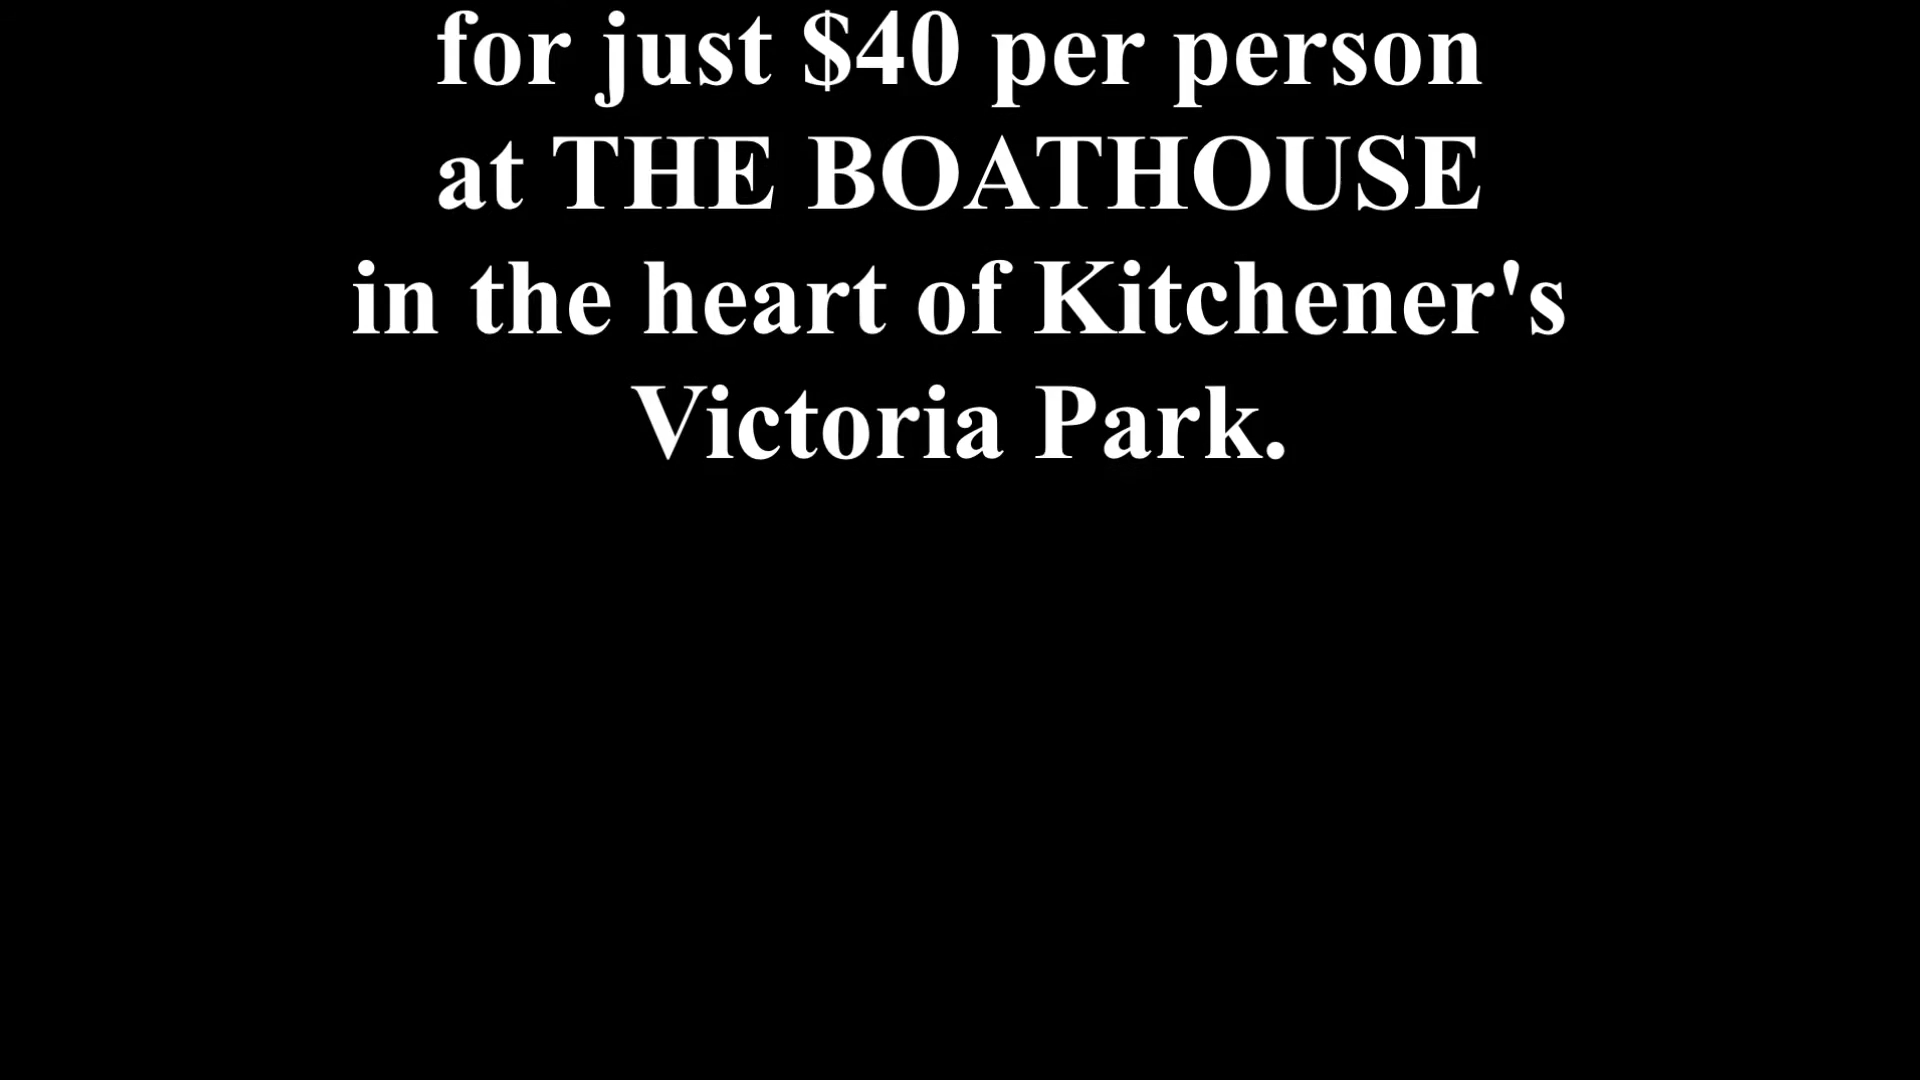 for just $40 per person
at THE BOATHOUSE
in the heart of Kitchener's
Victoria Park.